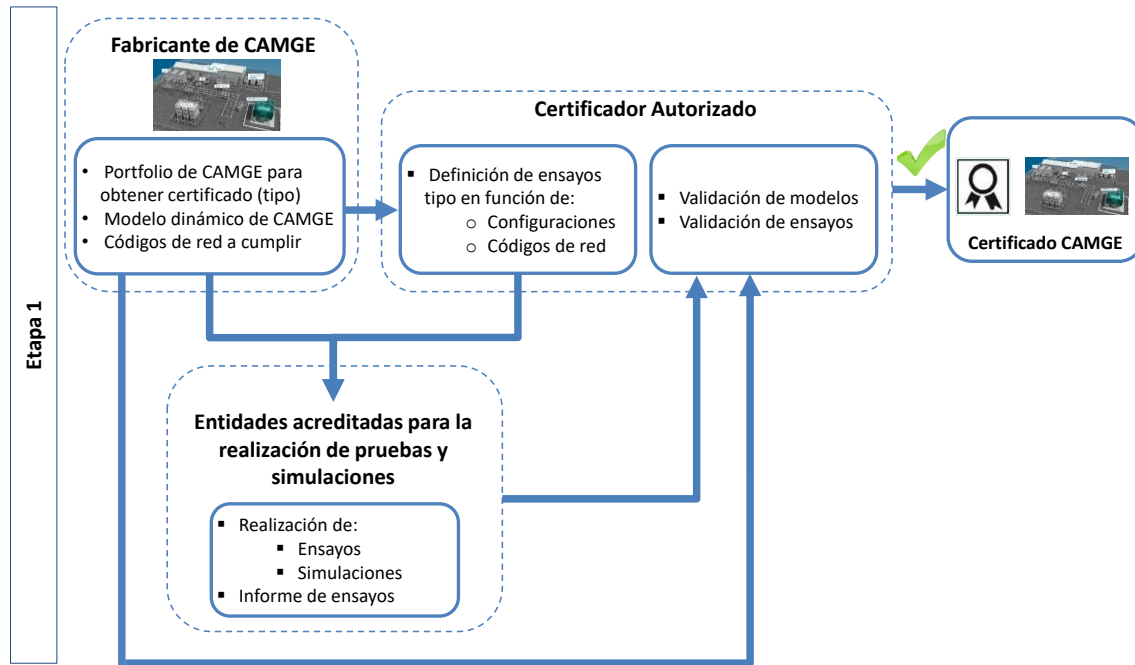 Etapa 1
Fabricante de CAMGE
• Portfolio de CAMGE para
obtener certificado (tipo)
• Modelo dinámico de CAMGE
• Códigos de red a cumplir
Certificador Autorizado
▪ Definición de ensayos
tipo en función de:
o Configuraciones
o Códigos de red
▪ Validación de modelos
▪ Validación de ensayos
Certificado CAMGE
Entidades acreditadas para la
realización de pruebas y
simulaciones
▪ Realización de:
▪ Ensayos
▪ Simulaciones
▪ Informe de ensayos